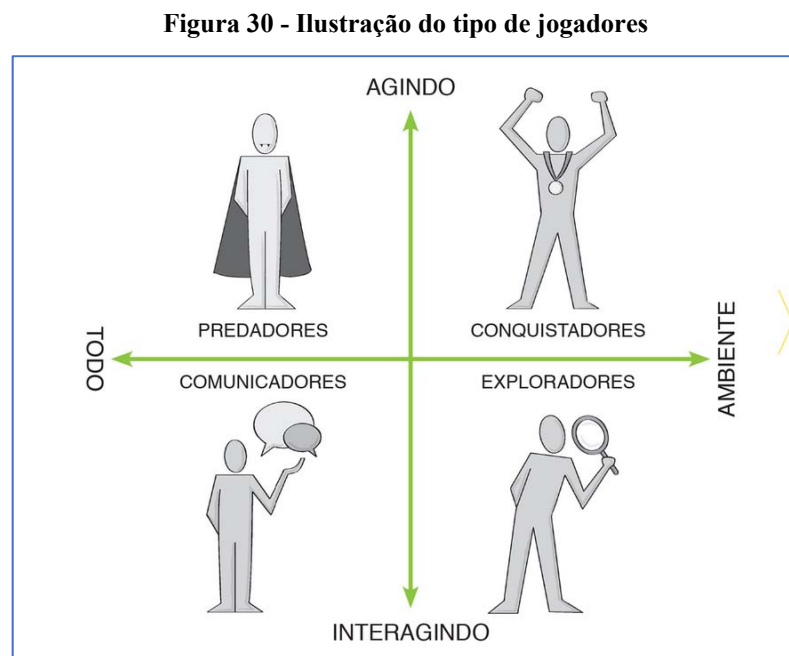 Figura 30 - Ilustração do tipo de jogadores
AGINDO
PREDADORES
CONQUISTADORES
TODO
AMBIENTE
COMUNICADORES
EXPLORADORES
INTERAGINDO